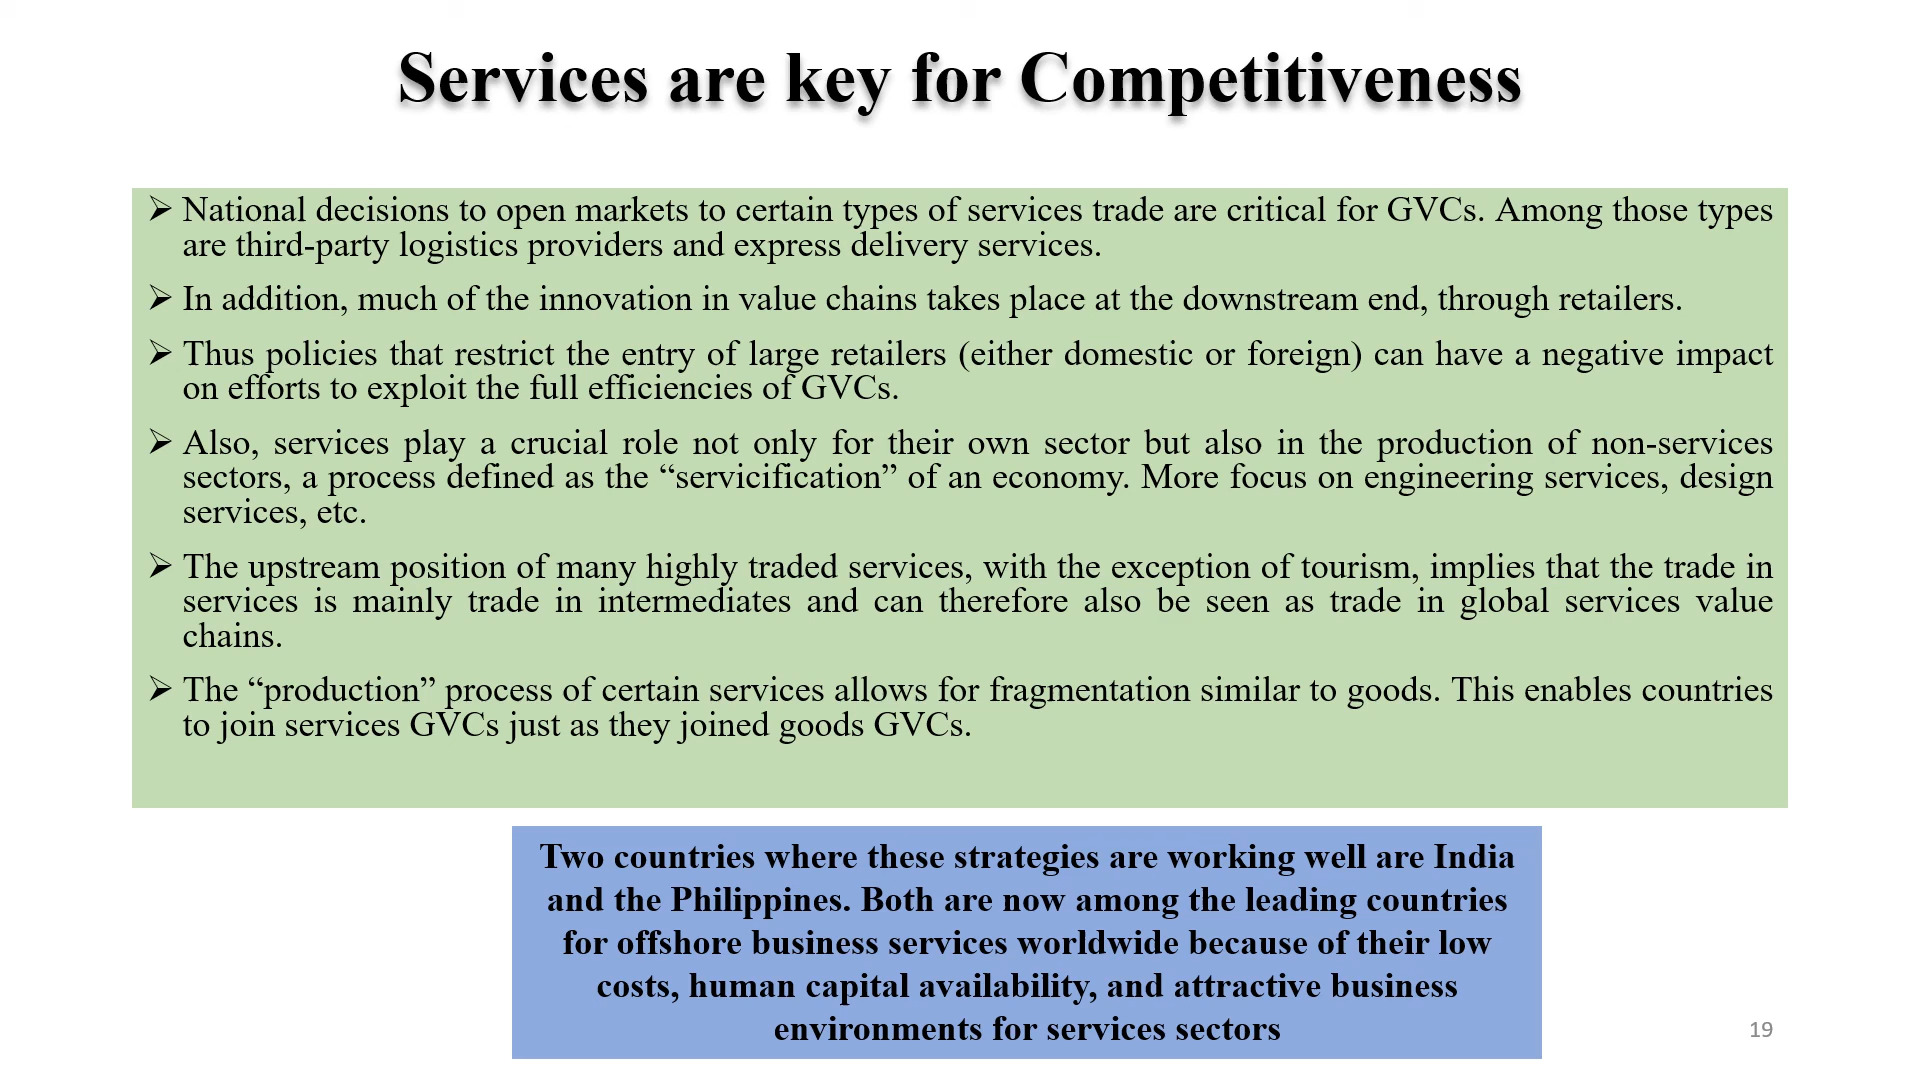 Services are key for Competitiveness
➢ National decisions to open markets to certain types of services trade are critical for GVCs. Among those types
are third-party logistics providers and express delivery services.
➢ In addition, much of the innovation in value chains takes place at the downstream end, through retailers.
➢ Thus policies that restrict the entry of large retailers (either domestic or foreign) can have a negative impact
on efforts to exploit the full efficiencies of GVCs.
➢ Also, services play a crucial role not only for their own sector but also in the production of non-services
sectors, a process defined as the “servicification” of an economy. More focus on engineering services, design
services, etc.
➢ The upstream position of many highly traded services, with the exception of tourism, implies that the trade in
services is mainly trade in intermediates and can therefore also be seen as trade in global services value
chains.
➢ The “production” process of certain services allows for fragmentation similar to goods. This enables countries
to join services GVCs just as they joined goods GVCs.
Two countries where these strategies are working well are India
and the Philippines. Both are now among the leading countries
for offshore business services worldwide because of their low
costs, human capital availability, and attractive business
environments for services sectors
19